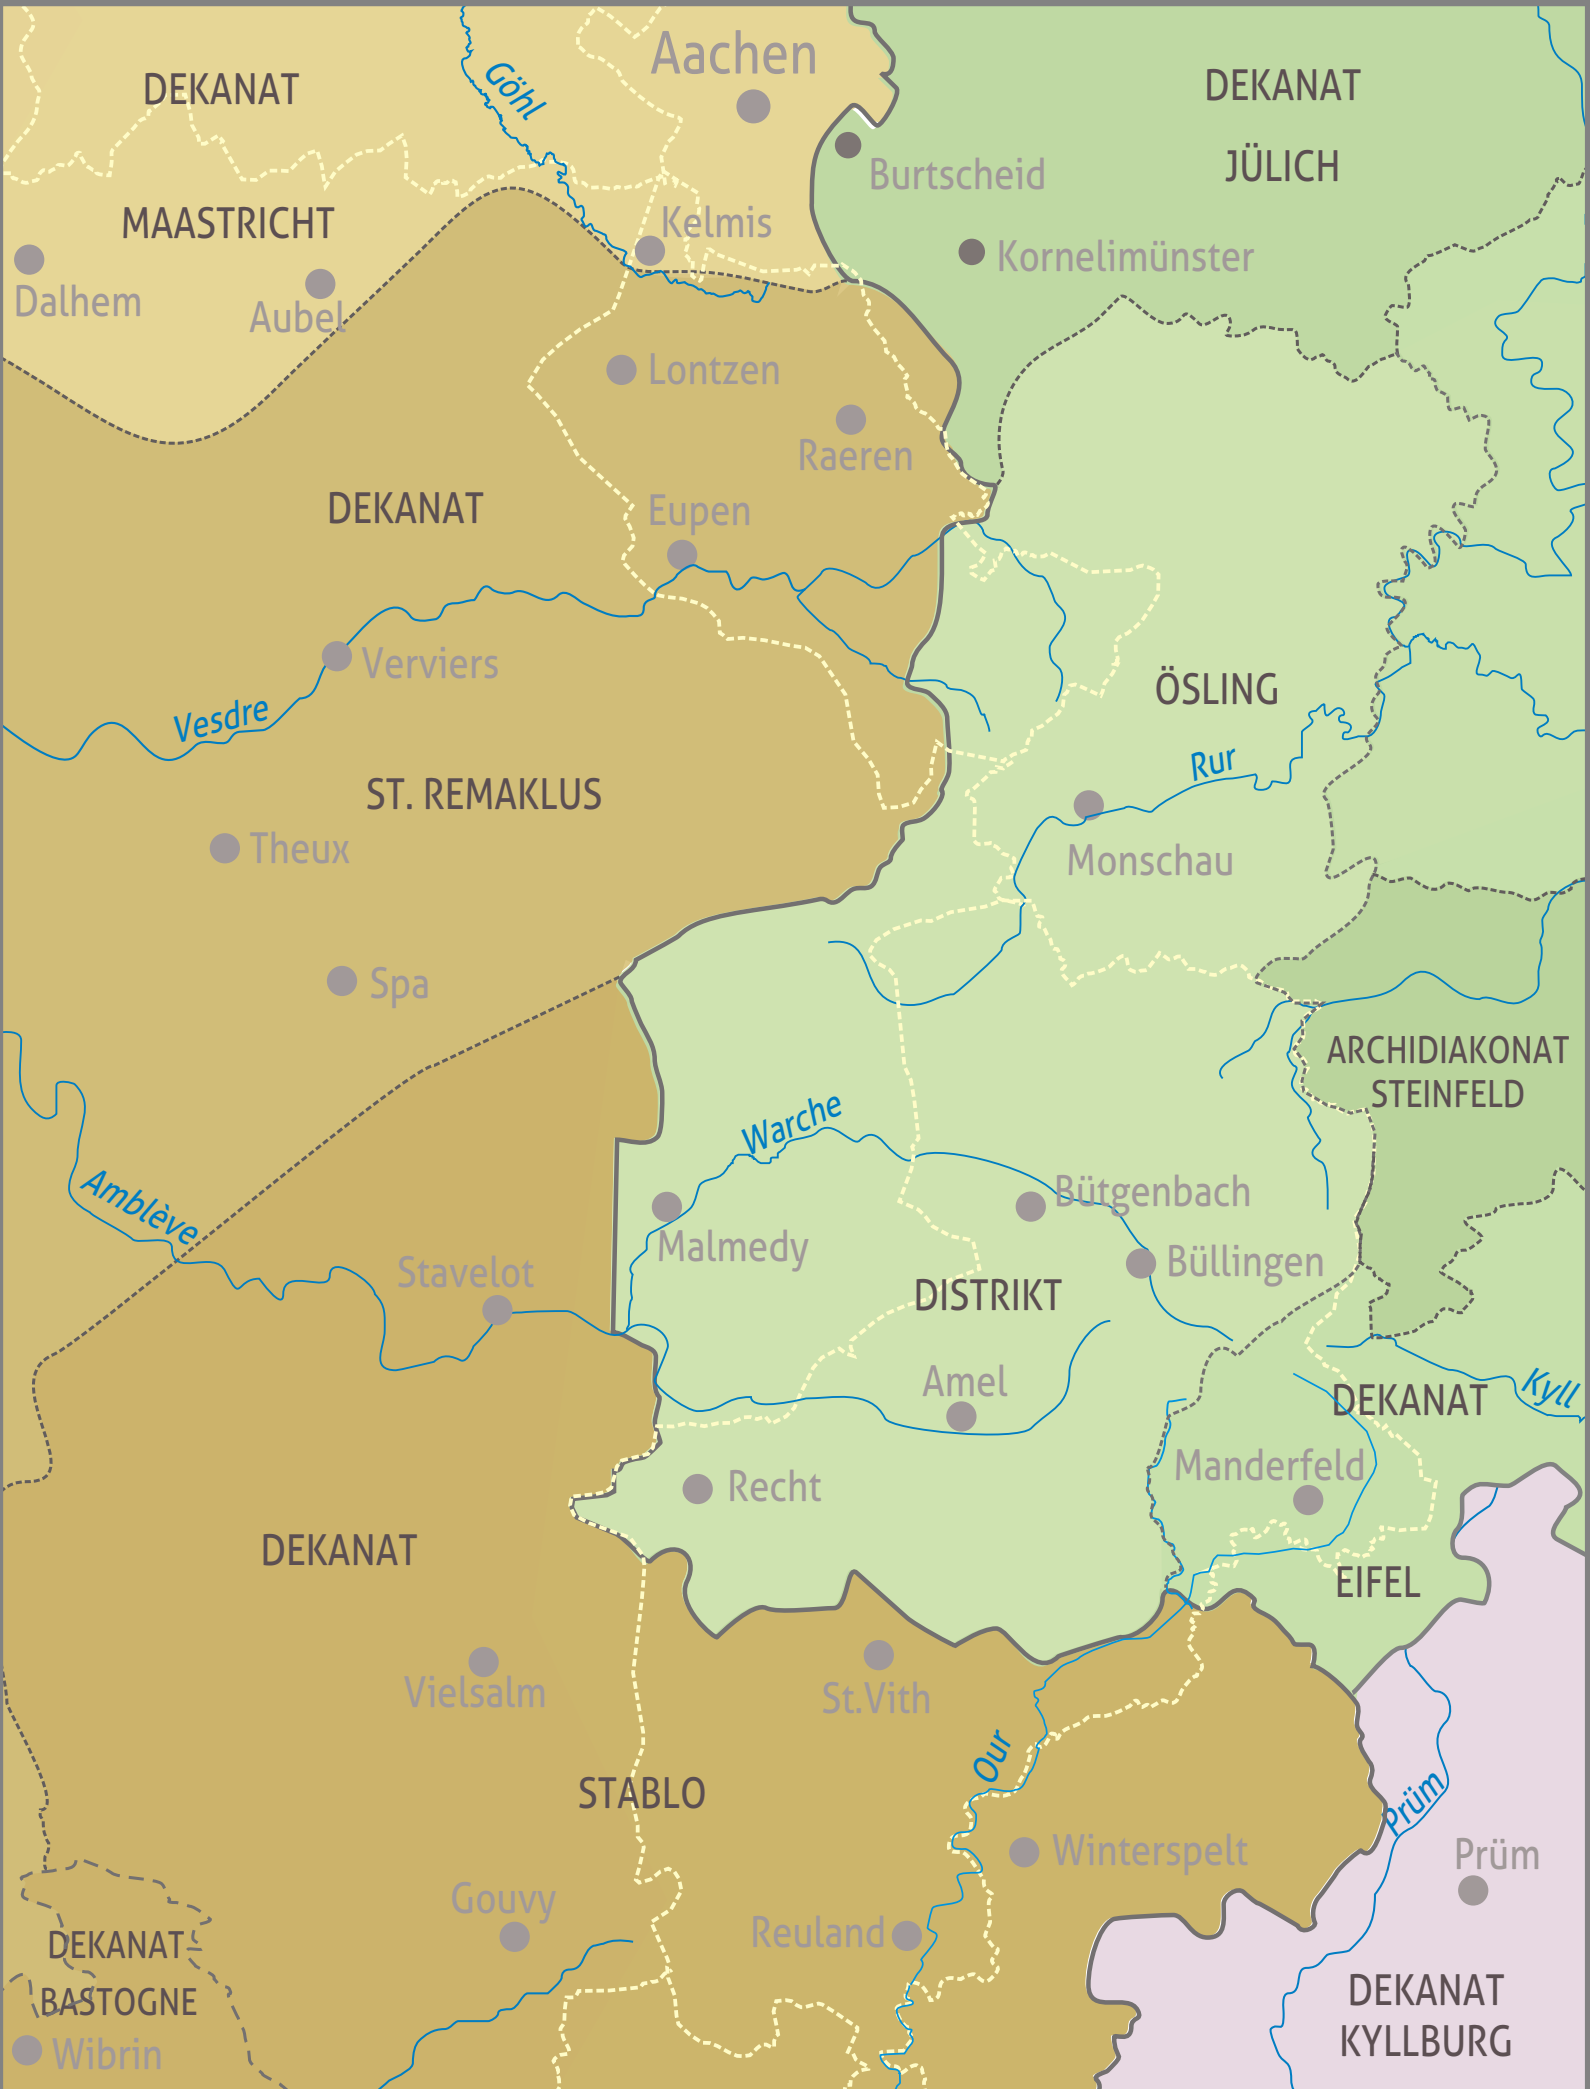 Aachen
Göhl
DEKANAT
DEKANAT
JÜLICH
Burtscheid
MAASTRICHT
Kelmis
Kornelimünster
Dalhem
Aubel
Lontzen
Raeren
DEKANAT
Eupen
Verviers
ÖSLING
Vesdre
Rur
ST. REMAKLUS
Theux
Monschau
Spa
ARCHIDIAKONAT
STEINFELD
Warche
Amblève
Bütgenbach
Malmedy
Büllingen
Stavelot
DISTRIKT
Amel
DEKANAT
Kyll
Manderfeld
Recht
DEKANAT
EIFEL
Vielsalm
St.Vith
Our
STABLO
Prüm
Winterspelt
Prüm
Gouvy
Reuland
DEKANAT
BASTOGNE
DEKANAT
KYLLBURG
Wibrin